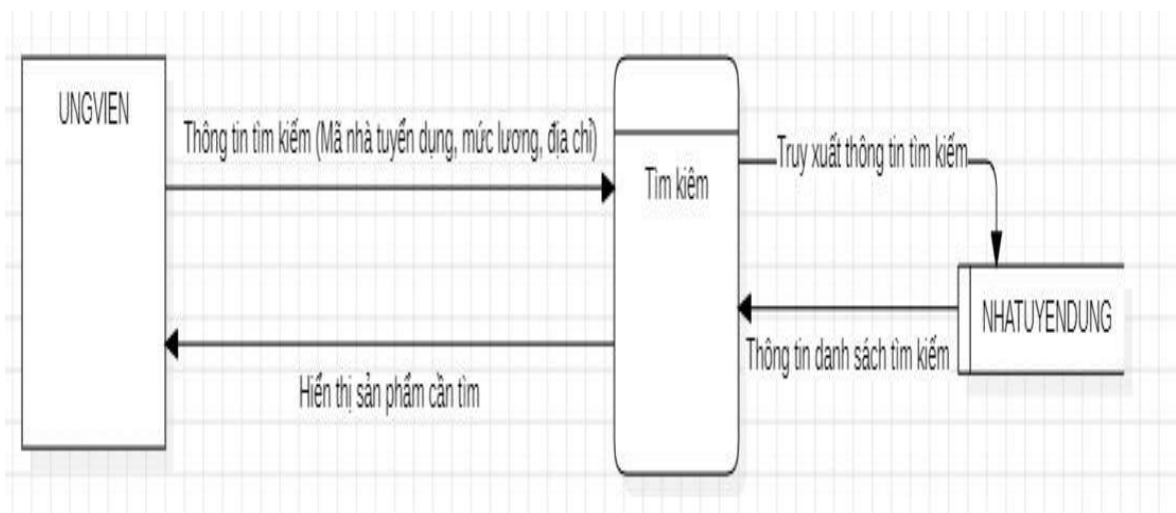 UNGVIEN
Thông tin tìm kiếm (Mã nhà tuyển dụng, mức lương, địa chỉ)
Tìm kiêm
Truy xuất thông tin tìm kiếm
NHATUYENDUNG
Thông tin danh sách tìm kiếm
Hiển thị sản phẩm cần tìm